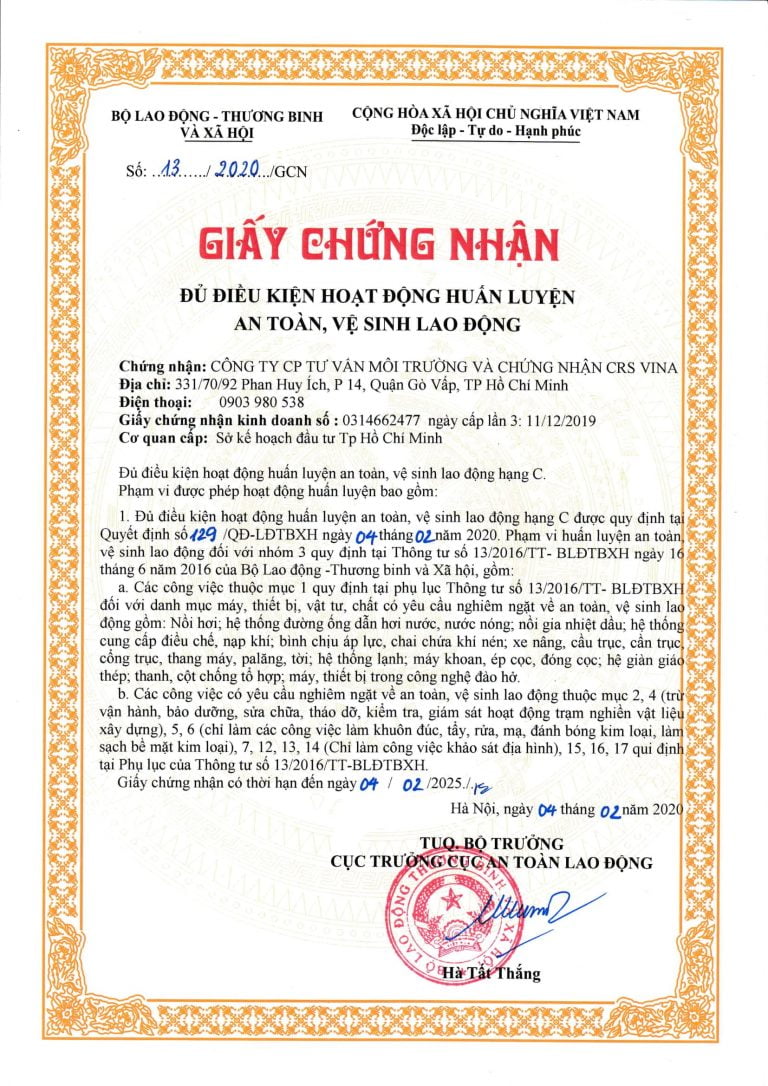 BỘ LAO ĐỘNG - THƯƠNG BINH
VÀ XÃ HỘI
CỘNG HÒA XÃ HỘI CHỦ NGHĨA VIỆT NAM
Độc lập - Tự do - Hạnh phúc
Số: ...13....../ 2020.../GCN
GIẤY CHỨNG NHẬN
ĐỦ ĐIỀU KIỆN HOẠT ĐỘNG HUẤN LUYỆN
AN TOÀN, VỆ SINH LAO ĐỘNG
Chứng nhận: CÔNG TY CP TƯ VẤN MÔI TRƯỜNG VÀ CHỨNG NHẬN CRS VINA
Địa chỉ: 331/70/92 Phan Huy Ích, P 14, Quận Gò Vấp, TP Hồ Chí Minh
Điện thoại: 0903 980 538
Giấy chứng nhận kinh doanh số : 0314662477 ngày cấp lần 3: 11/12/2019
Cơ quan cấp: Sở kế hoạch đầu tư Tp Hồ Chí Minh
Đủ điều kiện hoạt động huấn luyện an toàn, vệ sinh lao động hạng C.
Phạm vi được phép hoạt động huấn luyện bao gồm:
1. Đủ điều kiện hoạt động huấn luyện an toàn, vệ sinh lao động hạng C được quy định tại
Quyết định số 129 /QĐ-LĐTBXH ngày 04 tháng 02 năm 2020. Phạm vi huấn luyện an toàn,
vệ sinh lao động đối với nhóm 3 quy định tại Thông tư số 13/2016/TT- BLĐTBXH ngày 16
tháng 6 năm 2016 của Bộ Lao động -Thương binh và Xã hội, gồm:
a. Các công việc thuộc mục 1 quy định tại phụ lục Thông tư số 13/2016/TT- BLĐTBXH
đối với danh mục máy, thiết bị, vật tư, chất có yêu cầu nghiêm ngặt về an toàn, vệ sinh lao
động gồm: Nồi hơi; hệ thống đường ống dẫn hơi nước, nước nóng; nồi gia nhiệt dầu; hệ thống
cung cấp điều chế, nạp khí; bình chịu áp lực, chai chứa khí nén; xe nâng, cầu trục, cần trục,
cổng trục, thang máy, palăng, tời; hệ thống lạnh; máy khoan, ép cọc, đóng cọc; hệ giàn giáo
thép; thanh, cột chống tổ hợp; máy, thiết bị trong công nghệ đào hở.
b. Các công việc có yêu cầu nghiêm ngặt về an toàn, vệ sinh lao động thuộc mục 2, 4 (trừ
vận hành, bảo dưỡng, sửa chữa, tháo dỡ, kiểm tra, giám sát hoạt động trạm nghiền vật liệu
xây dựng), 5, 6 (chỉ làm các công việc làm khuôn đúc, tẩy, rửa, mạ, đánh bóng kim loại, làm
sạch bề mặt kim loại), 7, 12, 13, 14 (Chỉ làm công việc khảo sát địa hình), 15, 16, 17 qui định
tại Phụ lục của Thông tư số 13/2016/TT-BLĐTBXH.
Giấy chứng nhận có thời hạn đến ngày 04 / 02 /2025./.
Hà Nội, ngày 04 tháng 02 năm 2020
TUQ. BỘ TRƯỞNG
CỤC TRƯỞNG CỤC AN TOÀN LAO ĐỘNG
BỘ LAO ĐỘNG THƯƠNG BINH XÃ HỘI
Hà Tất Thắng